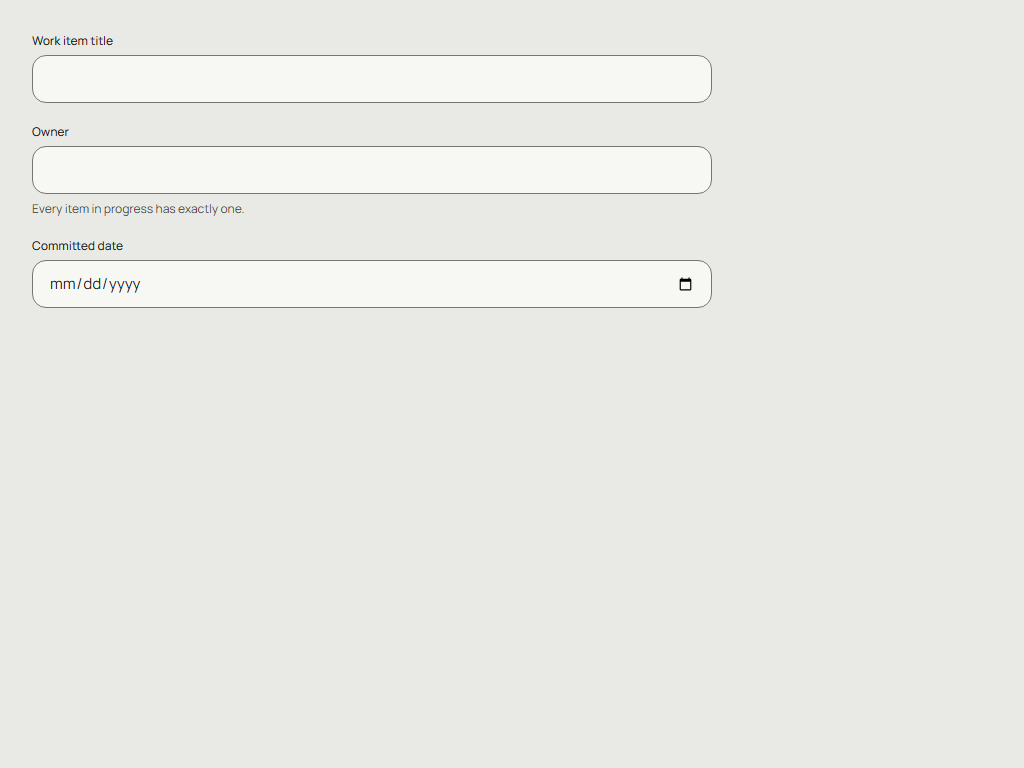 Work item title
Owner
Every item in progress has exactly one.
Committed date
mm/dd/yyyy